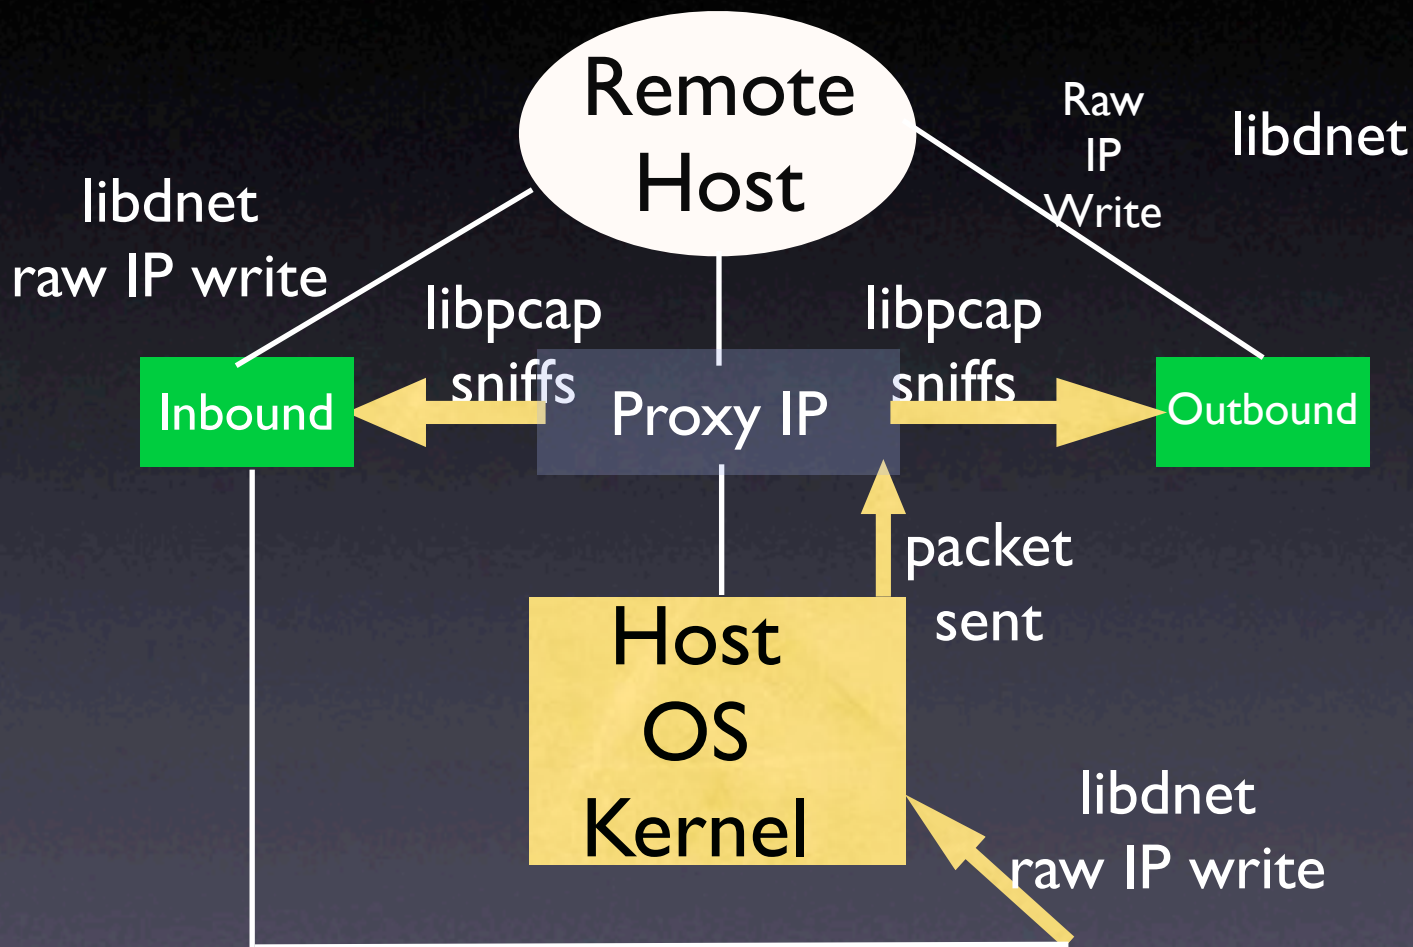 Remote
Host
Raw
IP
Write
libdnet
libdnet
raw IP write
libpcap
sniffs
libpcap
sniffs
Inbound
Proxy IP
Outbound
packet
sent
Host
OS
Kernel
libdnet
raw IP write